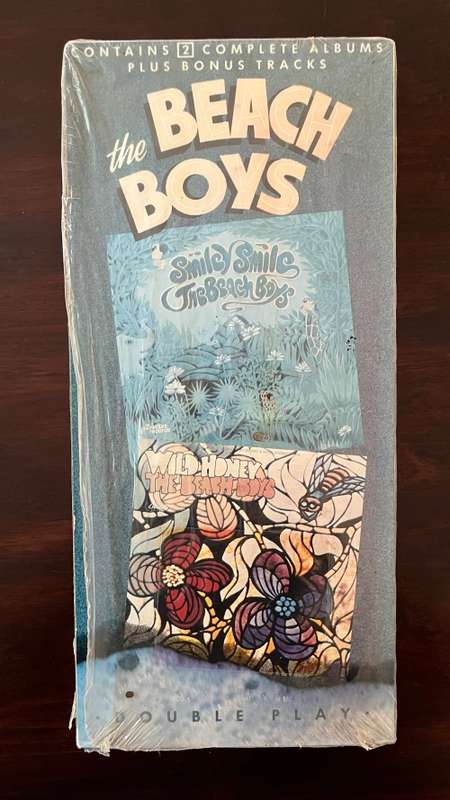 CONTAINS 2 COMPLETE ALBUMS
PLUS BONUS TRACKS
the BEACH
BOYS
Smiley Smile
The Beach Boys
WILD HONEY
THE BEACH BOYS
· DOUBLE PLAY ·